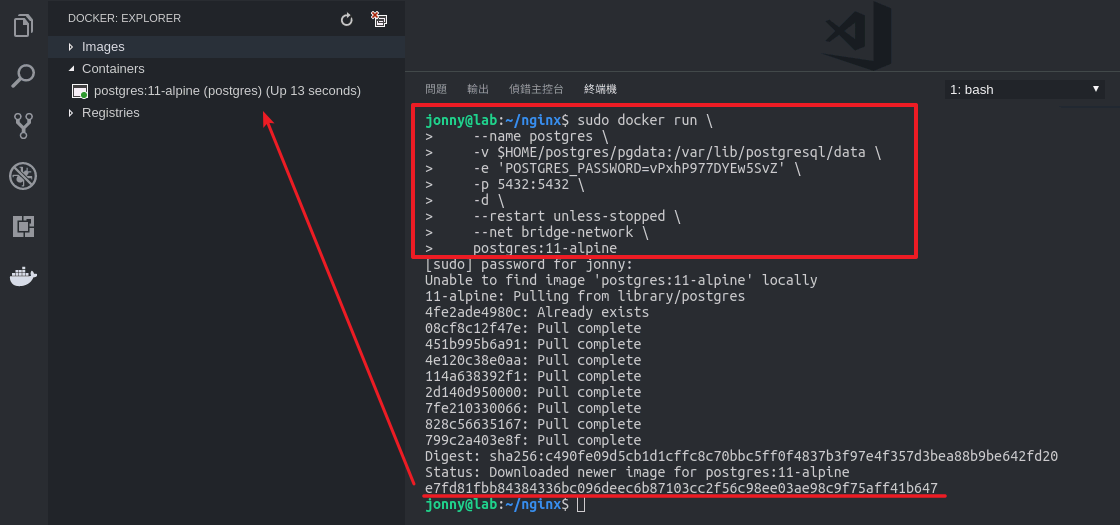 DOCKER: EXPLORER
Images
Containers
postgres:11-alpine (postgres) (Up 13 seconds)
Registries
問題 輸出 偵錯主控台 終端機
1: bash
jonny@lab:~/nginx$ sudo docker run \
>     --name postgres \
>     -v $HOME/postgres/pgdata:/var/lib/postgresql/data \
>     -e 'POSTGRES_PASSWORD=vPxhP977DYEw5SvZ' \
>     -p 5432:5432 \
>     -d \
>     --restart unless-stopped \
>     --net bridge-network \
>     postgres:11-alpine
[sudo] password for jonny:
Unable to find image 'postgres:11-alpine' locally
11-alpine: Pulling from library/postgres
4fe2ade4980c: Already exists
08cf8c12f47e: Pull complete
451b995b6a91: Pull complete
4e120c38e0aa: Pull complete
114a638392f1: Pull complete
2d140d950000: Pull complete
7fe210330066: Pull complete
828c56635167: Pull complete
799c2a403e8f: Pull complete
Digest: sha256:c490fe09d5cb1d1cffc8c70bbc5ff0f4837b3f97e4f357d3bea88b9be642fd20
Status: Downloaded newer image for postgres:11-alpine
e7fd81fbb84384336bc096deec6b87103cc2f56c98ee03ae98c9f75aff41b647
jonny@lab:~/nginx$